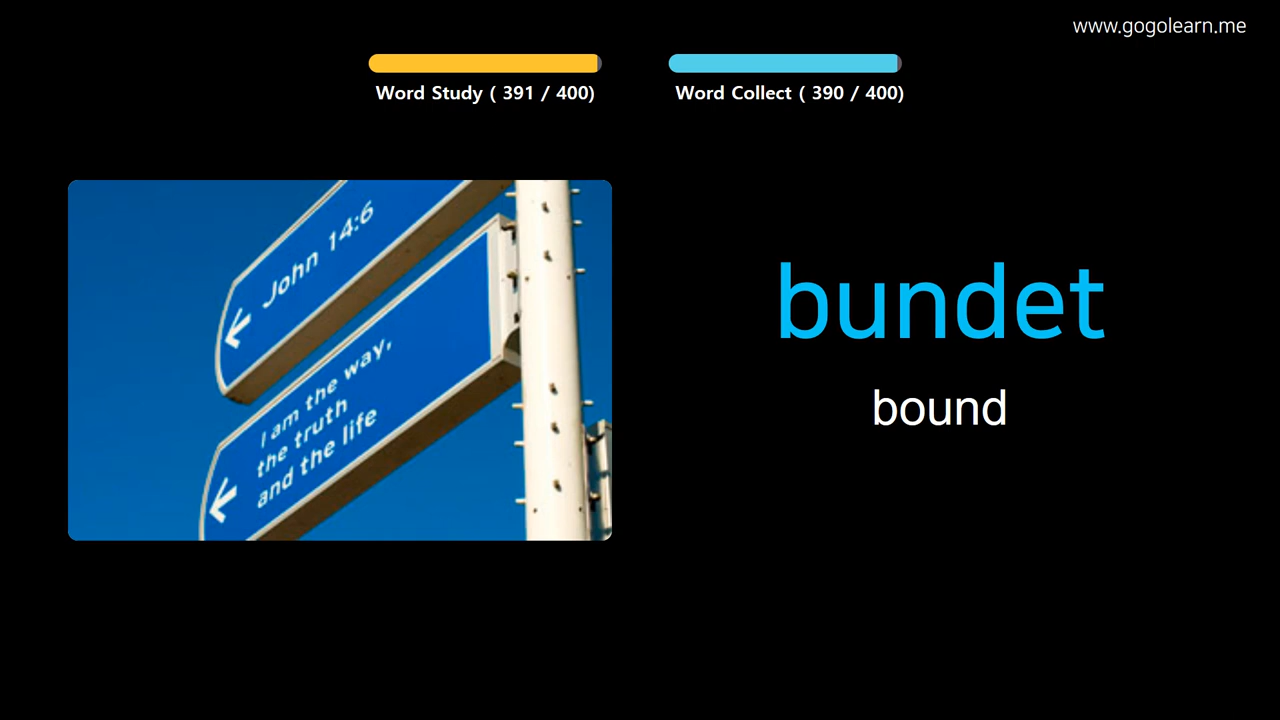 www.gogolearn.me
Word Study ( 391 / 400)
Word Collect ( 390 / 400)
John 14:6
I am the way,
the truth
and the life
bundet
bound